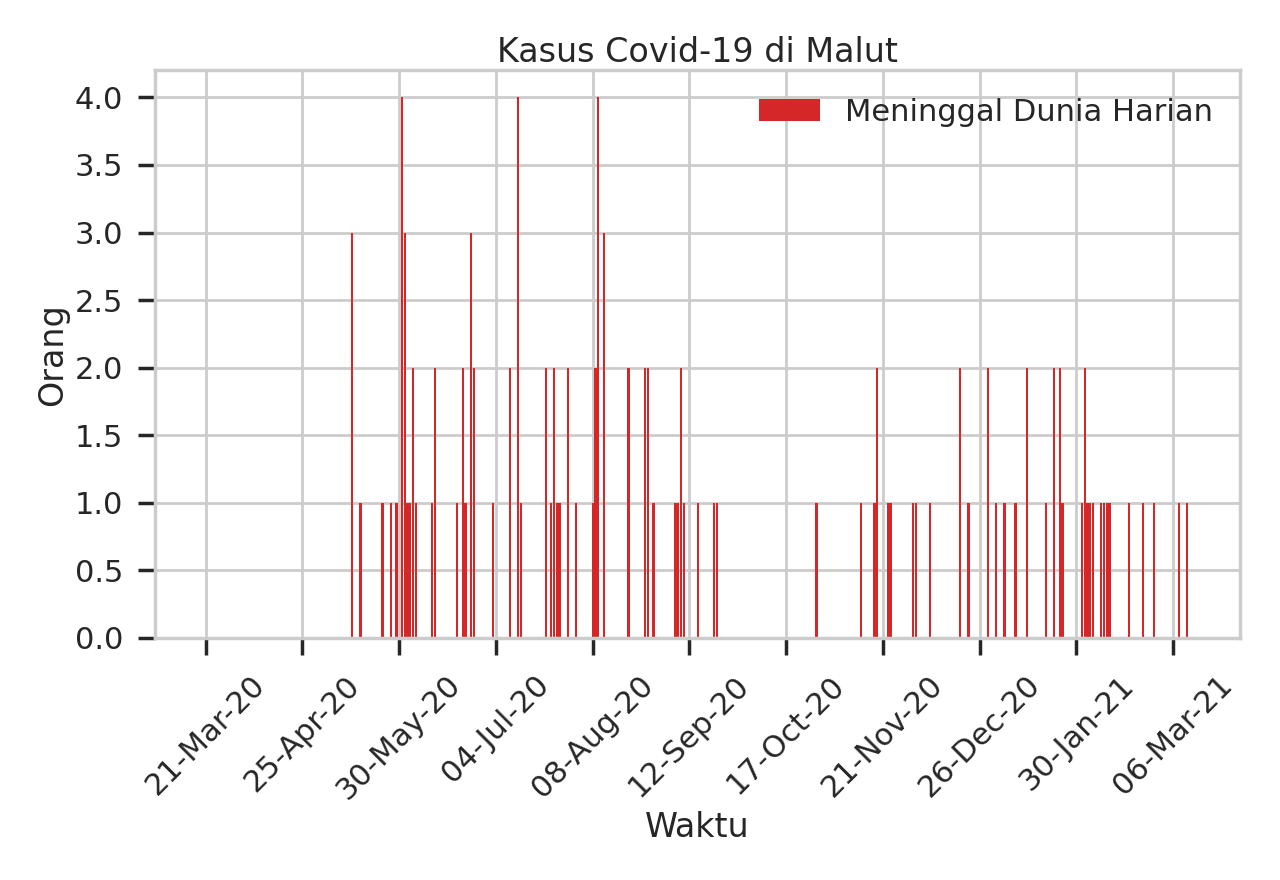 Kasus Covid-19 di Malut
Meninggal Dunia Harian
Orang
4.0
3.5
3.0
2.5
2.0
1.5
1.0
0.5
0.0
21-Mar-20
25-Apr-20
30-May-20
04-Jul-20
08-Aug-20
12-Sep-20
17-Oct-20
21-Nov-20
26-Dec-20
30-Jan-21
06-Mar-21
Waktu